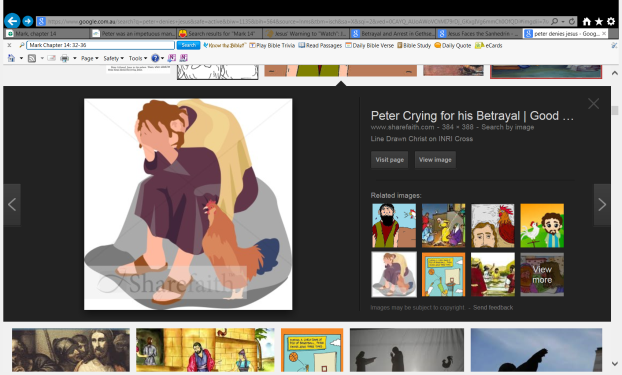 Mark, chapter 14
Peter was an impetuous man...
Search results for "Mark 14"
Jesus' Warning to "Watch": I...
Betrayal and Arrest in Gethse...
Jesus Faces the Sanhedrin - ...
peter denies jesus - Goog...
Mark Chapter 14: 32-36
Search
Know the Bible?
Play Bible Trivia
Read Passages
Daily Bible Verse
Bible Study
Daily Quote
eCards
Page
Safety
Tools
Peter Crying for his Betrayal | Good ...
www.sharefaith.com - 384 × 388 - Search by image
Line Drawn Christ on INRI Cross
Visit page
View image
Related images:
Sharefaith
View more
Images may be subject to copyright. - Send feedback